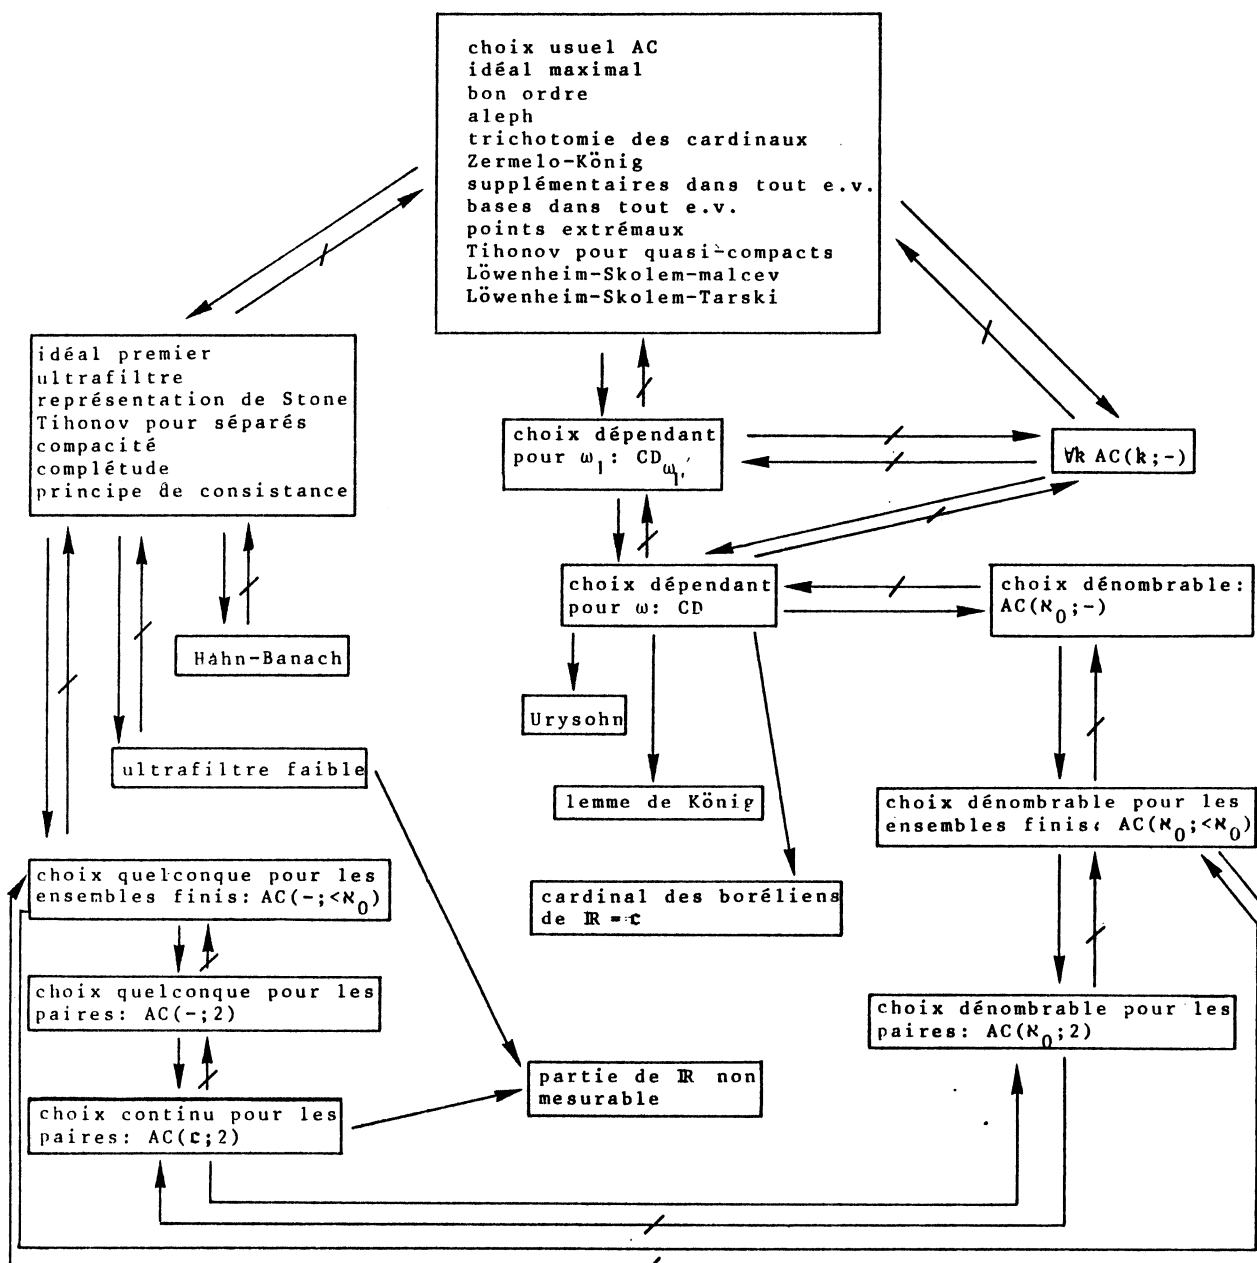 choix usuel AC
idéal maximal
bon ordre
aleph
trichotomie des cardinaux
Zermelo-König
supplémentaires dans tout e.v.
bases dans tout e.v.
points extrémaux
Tihonov pour quasi-compacts
Löwenheim-Skolem-malcev
Löwenheim-Skolem-Tarski
idéal premier
ultrafiltre
représentation de Stone
Tihonov pour séparés
compacité
complétude
principe de consistance
choix dépendant
pour ω₁: CD_ω₁
∀k AC(k;-)
choix dépendant
pour ω: CD
choix dénombrable:
AC(ℵ₀;-)
Hahn-Banach
Urysohn
ultrafiltre faible
lemme de König
choix dénombrable pour les
ensembles finis: AC(ℵ₀;<ℵ₀)
choix quelconque pour les
ensembles finis: AC(-;<ℵ₀)
cardinal des boréliens
de ℝ = c
choix quelconque pour les
paires: AC(-;2)
choix dénombrable pour les
paires: AC(ℵ₀;2)
partie de ℝ non
mesurable
choix continu pour les
paires: AC(c;2)